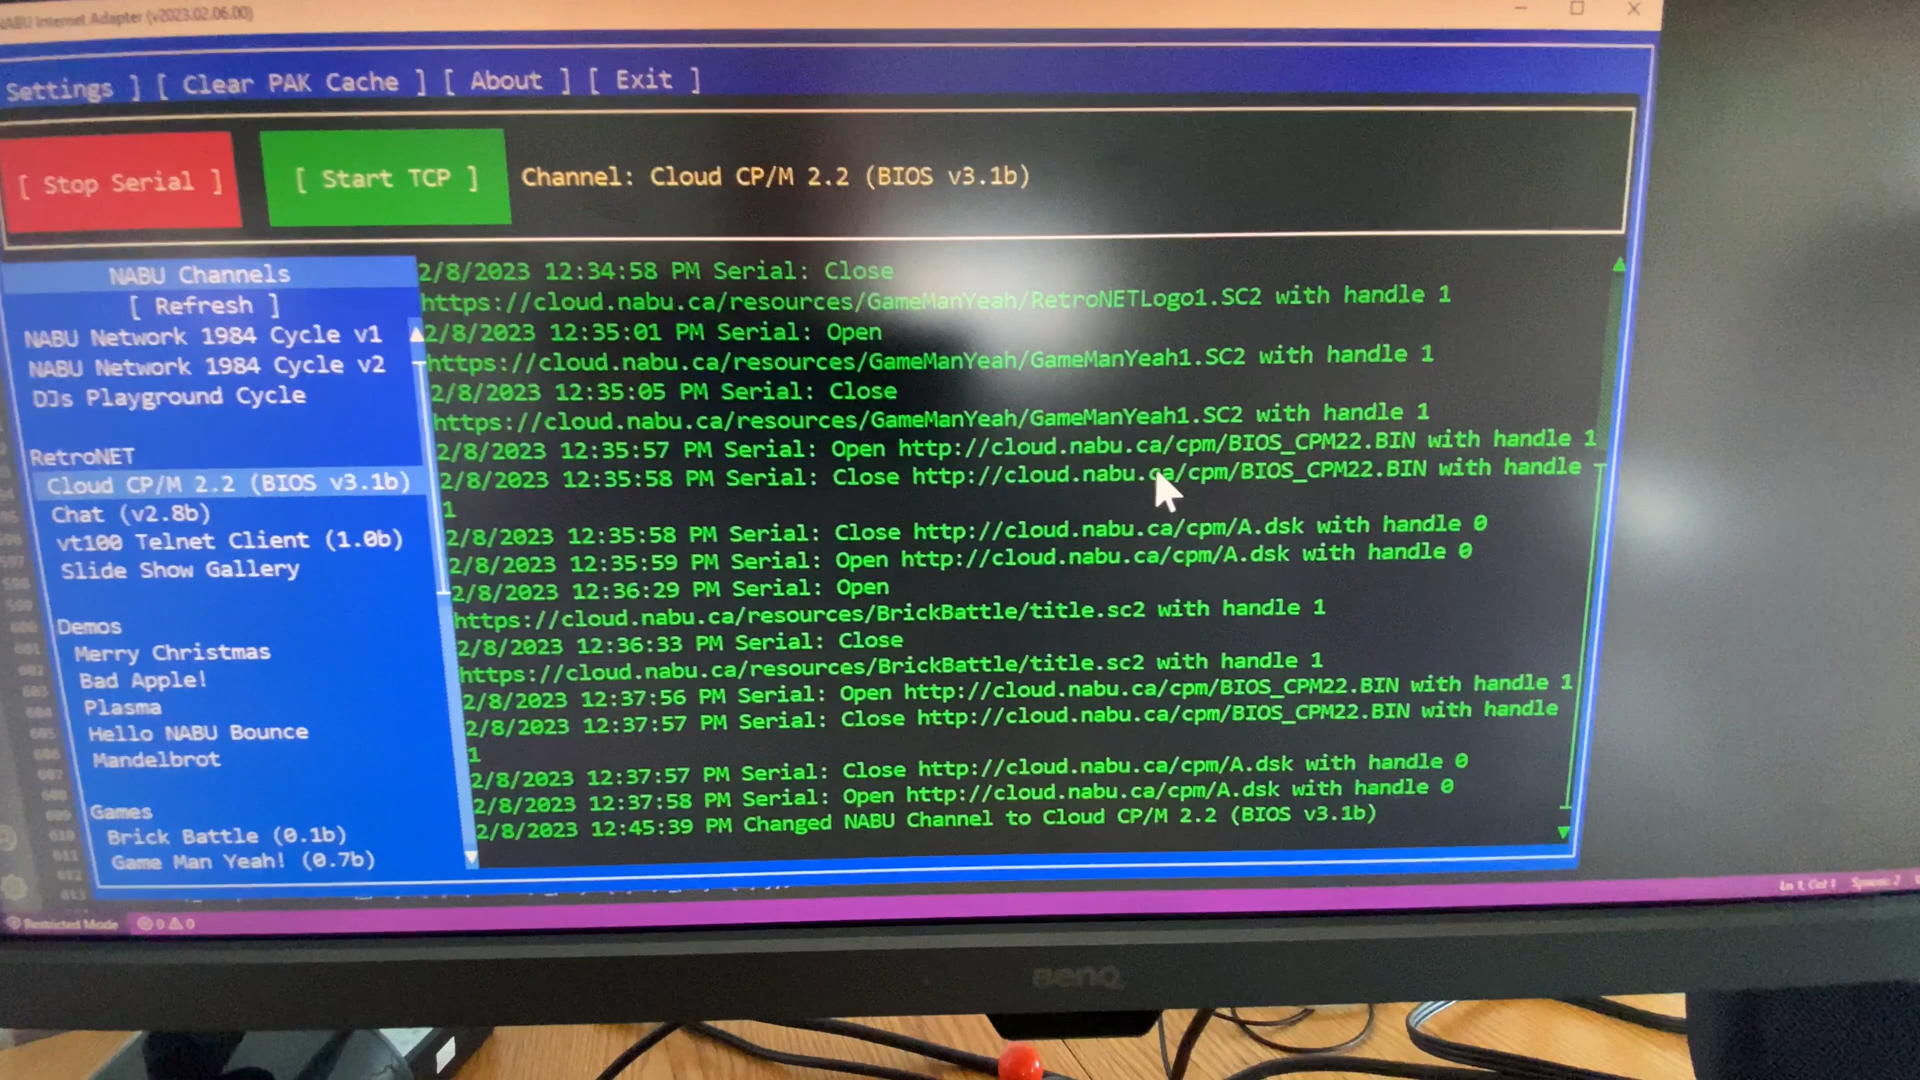 NABU Internet Adapter (v2023.02.06.00)
Settings ] [ Clear PAK Cache ] [ About ] [ Exit ]
[ Stop Serial ] [ Start TCP ] Channel: Cloud CP/M 2.2 (BIOS v3.1b)
NABU Channels
[ Refresh ]
NABU Network 1984 Cycle v1
NABU Network 1984 Cycle v2
DJs Playground Cycle
RetroNET
Cloud CP/M 2.2 (BIOS v3.1b)
Chat (v2.8b)
vt100 Telnet Client (1.0b)
Slide Show Gallery
Demos
Merry Christmas
Bad Apple!
Plasma
Hello NABU Bounce
Mandelbrot
Games
Brick Battle (0.1b)
Game Man Yeah! (0.7b)
2/8/2023 12:34:58 PM Serial: Close
https://cloud.nabu.ca/resources/GameManYeah/RetroNETLogo1.SC2 with handle 1
2/8/2023 12:35:01 PM Serial: Open
https://cloud.nabu.ca/resources/GameManYeah/GameManYeah1.SC2 with handle 1
2/8/2023 12:35:05 PM Serial: Close
https://cloud.nabu.ca/resources/GameManYeah/GameManYeah1.SC2 with handle 1
2/8/2023 12:35:57 PM Serial: Open http://cloud.nabu.ca/cpm/BIOS_CPM22.BIN with handle 1
2/8/2023 12:35:58 PM Serial: Close http://cloud.nabu.ca/cpm/BIOS_CPM22.BIN with handle
1
2/8/2023 12:35:58 PM Serial: Close http://cloud.nabu.ca/cpm/A.dsk with handle 0
2/8/2023 12:35:59 PM Serial: Open http://cloud.nabu.ca/cpm/A.dsk with handle 0
2/8/2023 12:36:29 PM Serial: Open
https://cloud.nabu.ca/resources/BrickBattle/title.sc2 with handle 1
2/8/2023 12:36:33 PM Serial: Close
https://cloud.nabu.ca/resources/BrickBattle/title.sc2 with handle 1
2/8/2023 12:37:56 PM Serial: Open http://cloud.nabu.ca/cpm/BIOS_CPM22.BIN with handle 1
2/8/2023 12:37:57 PM Serial: Close http://cloud.nabu.ca/cpm/BIOS_CPM22.BIN with handle
1
2/8/2023 12:37:57 PM Serial: Close http://cloud.nabu.ca/cpm/A.dsk with handle 0
2/8/2023 12:37:58 PM Serial: Open http://cloud.nabu.ca/cpm/A.dsk with handle 0
2/8/2023 12:45:39 PM Changed NABU Channel to Cloud CP/M 2.2 (BIOS v3.1b)
Restricted Mode 0 0
Ln 1, Col 1 Spaces: 2
BenQ